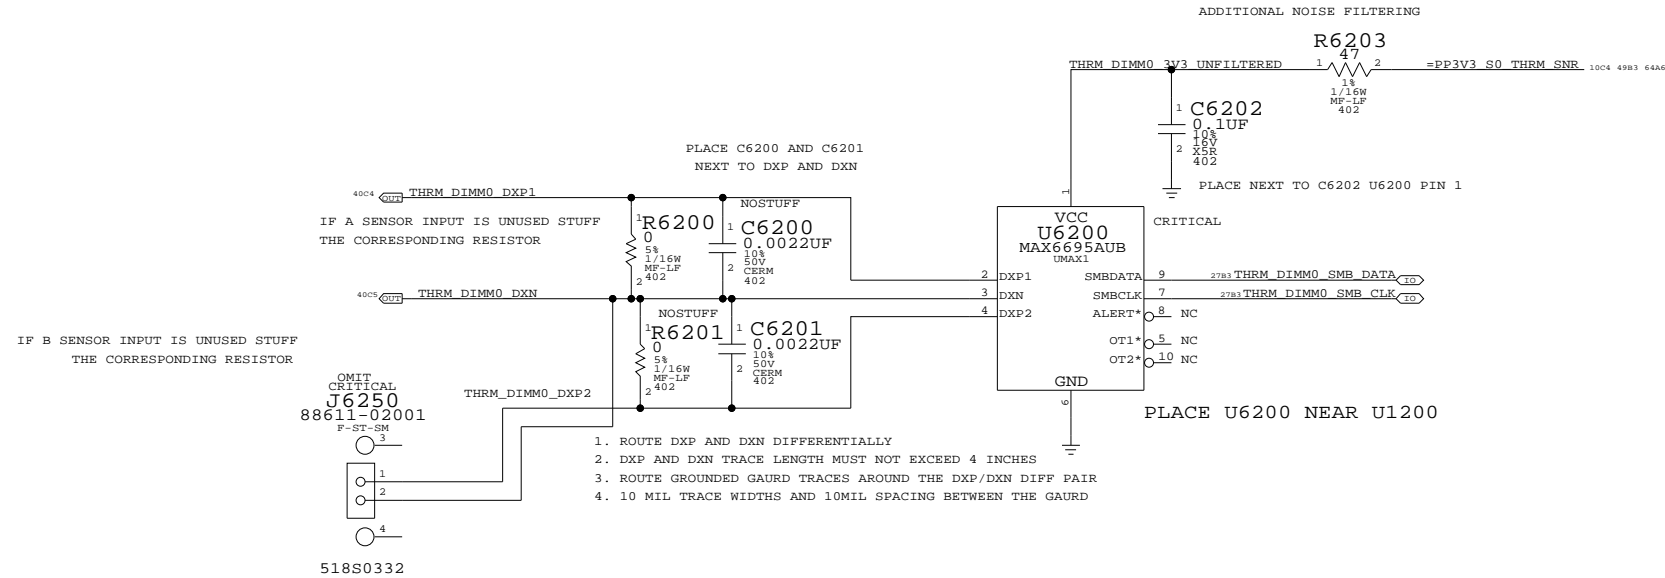 ADDITIONAL NOISE FILTERING
R6203
47
THRM_DIMM0_3V3_UNFILTERED
1
2
=PP3V3_S0_THRM_SNR
10C4 49B3 64A6
1%
1/16W
MF-LF
402
1
C6202
0.1UF
10%
16V
X5R
402
2
PLACE C6200 AND C6201
NEXT TO DXP AND DXN
PLACE NEXT TO C6202 U6200 PIN 1
40C4
OUT
THRM_DIMM0_DXP1
NOSTUFF
IF A SENSOR INPUT IS UNUSED STUFF
THE CORRESPONDING RESISTOR
1
R6200
0
5%
1/16W
MF-LF
402
2
1
C6200
0.0022UF
10%
50V
CERM
402
2
1
VCC
U6200
MAX6695AUB
UMAX1
CRITICAL
2
DXP1
SMBDATA
9
27B3
THRM_DIMM0_SMB_DATA
IO
40C5
OUT
THRM_DIMM0_DXN
3
DXN
SMBCLK
7
27B3
THRM_DIMM0_SMB_CLK
IO
4
DXP2
ALERT*
8
NC
OT1*
5
NC
OT2*
10
NC
GND
6
NOSTUFF
1
R6201
0
5%
1/16W
MF-LF
402
2
1
C6201
0.0022UF
10%
50V
CERM
402
2
IF B SENSOR INPUT IS UNUSED STUFF
THE CORRESPONDING RESISTOR
THRM_DIMM0_DXP2
PLACE U6200 NEAR U1200
OMIT
CRITICAL
J6250
88611-02001
F-ST-SM
3
1
2
4
518S0332
1. ROUTE DXP AND DXN DIFFERENTIALLY
2. DXP AND DXN TRACE LENGTH MUST NOT EXCEED 4 INCHES
3. ROUTE GROUNDED GAURD TRACES AROUND THE DXP/DXN DIFF PAIR
4. 10 MIL TRACE WIDTHS AND 10MIL SPACING BETWEEN THE GAURD